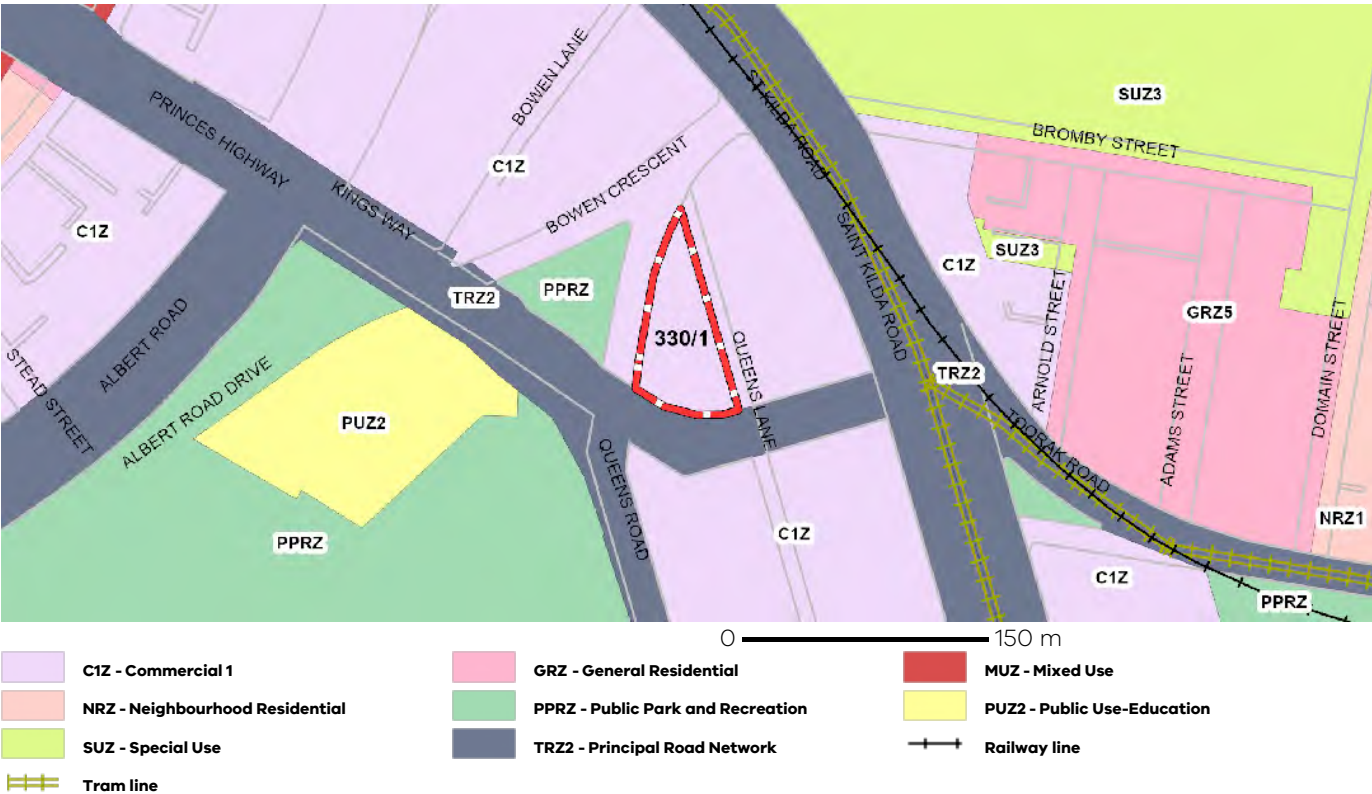 BOWEN LANE
SUZ3
PRINCES HIGHWAY
ST KILDA ROAD
BROMBY STREET
C1Z
BOWEN CRESCENT
KINGS WAY
C1Z
SAINT KILDA ROAD
C1Z
SUZ3
TRZ2
PPRZ
ALBERT ROAD
ARNOLD STREET
GRZ5
330/1
QUEENS LANE
DOMAIN STREET
STEAD STREET
ALBERT ROAD DRIVE
TRZ2
ADAMS STREET
PUZ2
TOORAK ROAD
QUEENS ROAD
NRZ1
PPRZ
C1Z
C1Z
PPRZ
0 150 m
C1Z - Commercial 1
GRZ - General Residential
MUZ - Mixed Use
NRZ - Neighbourhood Residential
PPRZ - Public Park and Recreation
PUZ2 - Public Use-Education
SUZ - Special Use
TRZ2 - Principal Road Network
Railway line
Tram line